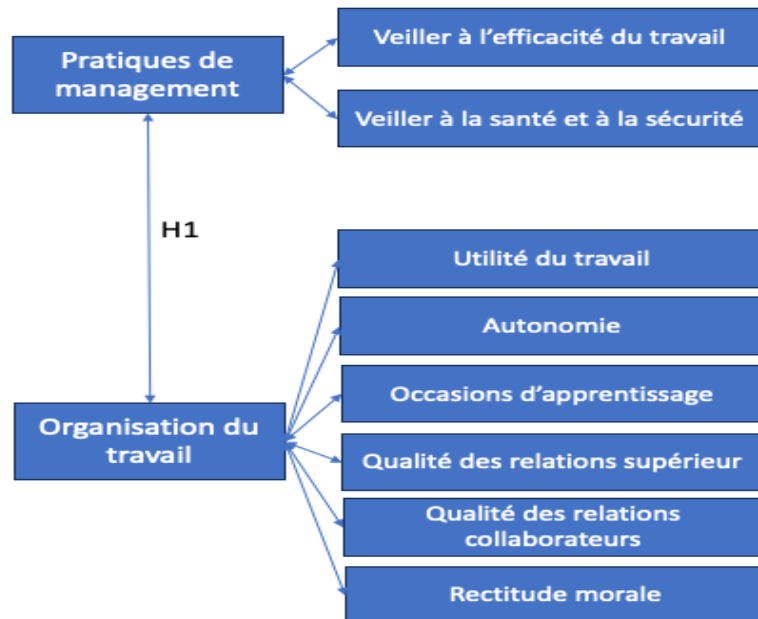 Pratiques de
management
Veiller à l’efficacité du travail
Veiller à la santé et à la sécurité
H1
Organisation du
travail
Utilité du travail
Autonomie
Occasions d’apprentissage
Qualité des relations supérieur
Qualité des relations
collaborateurs
Rectitude morale